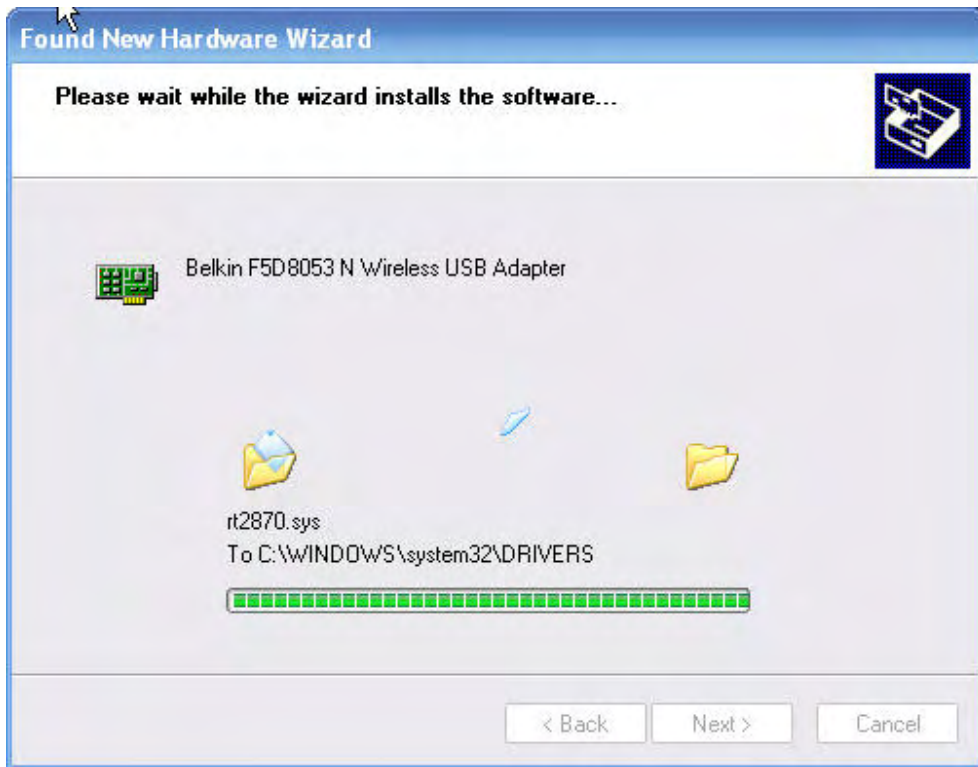 Found New Hardware Wizard
Please wait while the wizard installs the software...
Belkin F5D8053 N Wireless USB Adapter
rt2870.sys
To C:\WINDOWS\system32\DRIVERS
< Back
Next >
Cancel